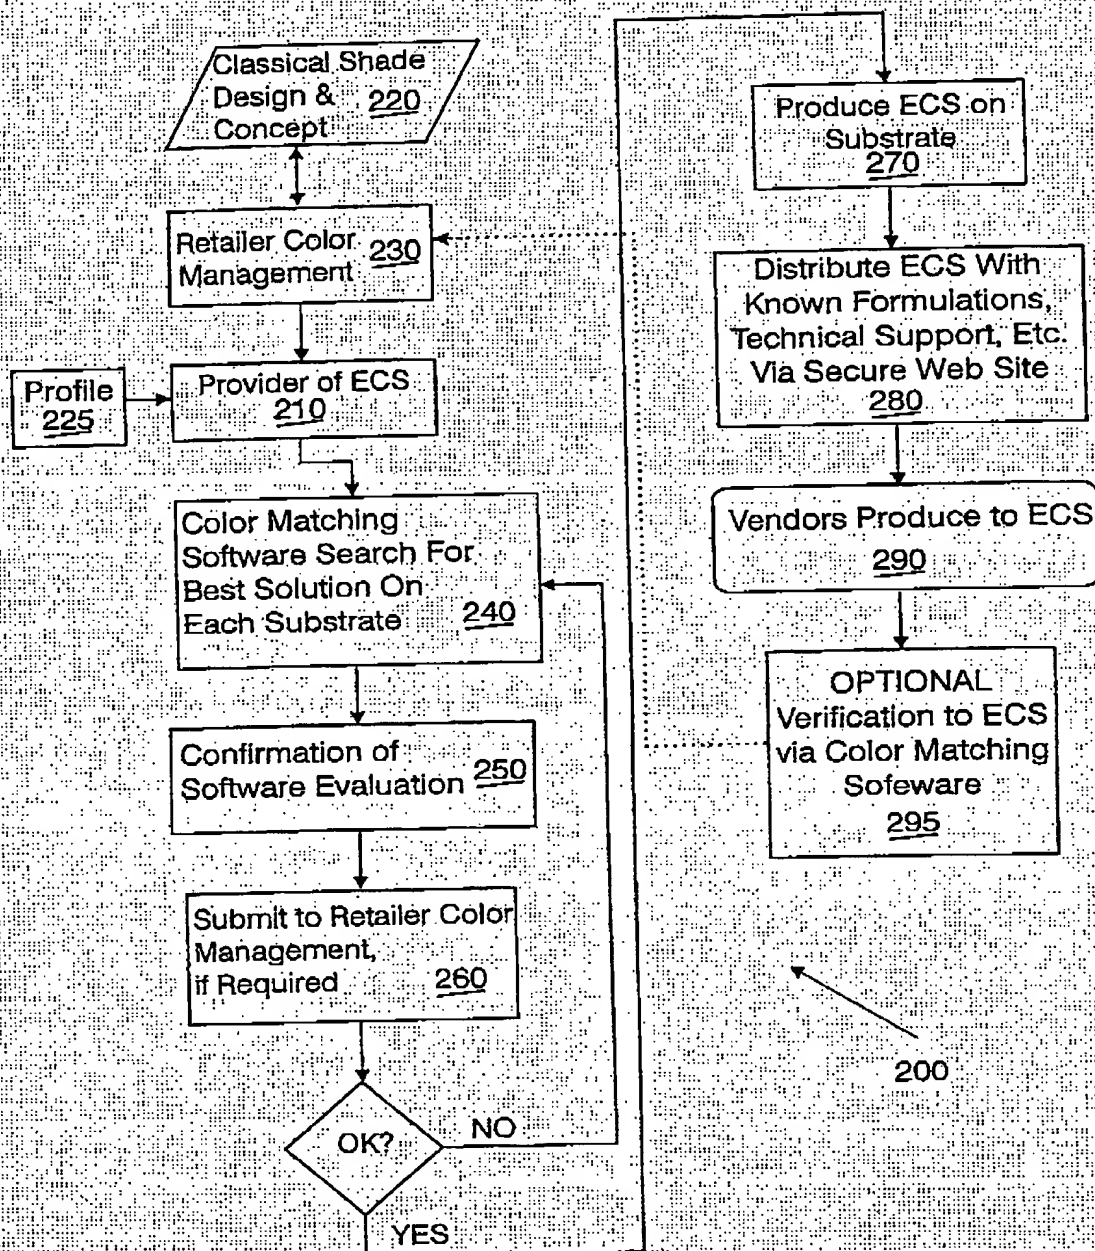 Classical Shade
Design & 220
Concept
Retailer Color 230
Management
Profile
225
Provider of ECS
210
Color Matching
Software Search For
Best Solution On
Each Substrate 240
Confirmation of
Software Evaluation 250
Submit to Retailer Color
Management,
if Required 260
OK?
NO
YES
Produce ECS on
Substrate
270
Distribute ECS With
Known Formulations,
Technical Support, Etc.
Via Secure Web Site
280
Vendors Produce to ECS
290
OPTIONAL
Verification to ECS
via Color Matching
Sofeware
295
200